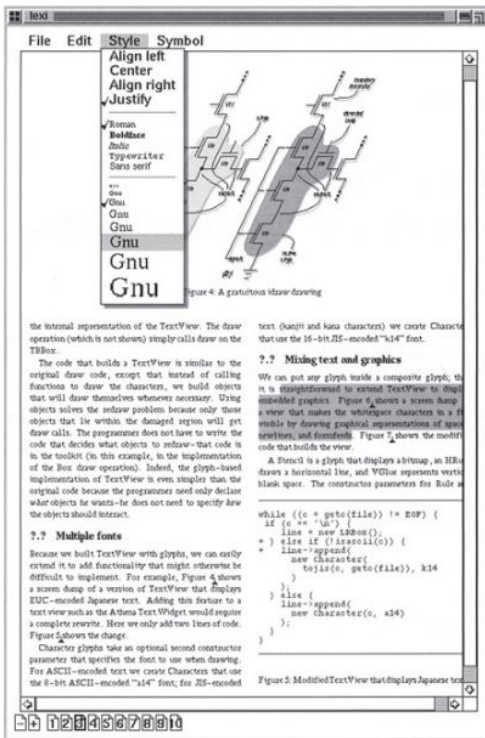 lexi
File Edit Style Symbol
Align left
Center
Align right
Justify
Roman
Boldface
Italic
Typewriter
Sans serif
Gnu
Gnu
Gnu
Gnu
Gnu
Gnu
Gnu
igure 4: A gratuitous idraw drawing
the internal representation of the TextView. The draw
operation (which is not shown) simply calls draw on the
TBBox.
The code that builds a TextView is similar to the
original draw code, except that instead of calling
functions to draw the characters, we build objects
that will draw themselves whenever necessary. Using
objects solves the redraw problem because only those
objects that lie within the damaged region will get
draw calls. The programmer does not have to write the
code that decides what objects to redraw–that code is
in the toolkit (in this example, in the implementation
of the Box draw operation). Indeed, the glyph-based
implementation of TextView is even simpler than the
original code because the programmer need only declare
what objects he wants–he does not need to specify how
the objects should interact.
?.? Multiple fonts
Because we built TextView with glyphs, we can easily
extend it to add functionality that might otherwise be
difficult to implement. For example, Figure 4 shows
a screen dump of a version of TextView that displays
EUC-encoded Japanese text. Adding this feature to a
text view such as the Athena Text Widget would require
a complete rewrite. Here we only add two lines of code.
Figure 5 shows the change.
Character glyphs take an optional second constructor
parameter that specifies the font to use when drawing.
For ASCII-encoded text we create Characters that use
the 8-bit ASCII-encoded "a14" font; for JIS-encoded
text (kanji and kana characters) we create Characte
that use the 16-bit JIS-encoded "k14" font.
?.? Mixing text and graphics
We can put any glyph inside a composite glyph; th
it is straightforward to extend TextView to displa
embedded graphics. Figure 6 shows a screen dump
a view that makes the whitespace characters in a fi
visible by drawing graphical representations of space
newlines, and formfeeds. Figure 7 shows the modifi
code that builds the view.
A Stencil is a glyph that displays a bitmap, an HRu
draws a horizontal line, and VGlue represents vertic
blank space. The constructor parameters for Rule a
while ((c = getc(file)) != EOF) {
if (c == '\n') {
line = new LRBox();
+ } else if (!isascii(c)) {
+ line->append(
+ new Character(
tojis(c, getc(file)), k14
)
);
} else {
line->append(
new Character(c, a14)
);
}
}
Figure 5: Modified TextView that displays Japanese tex
- + 1 2 3 4 5 6 7 8 9 10